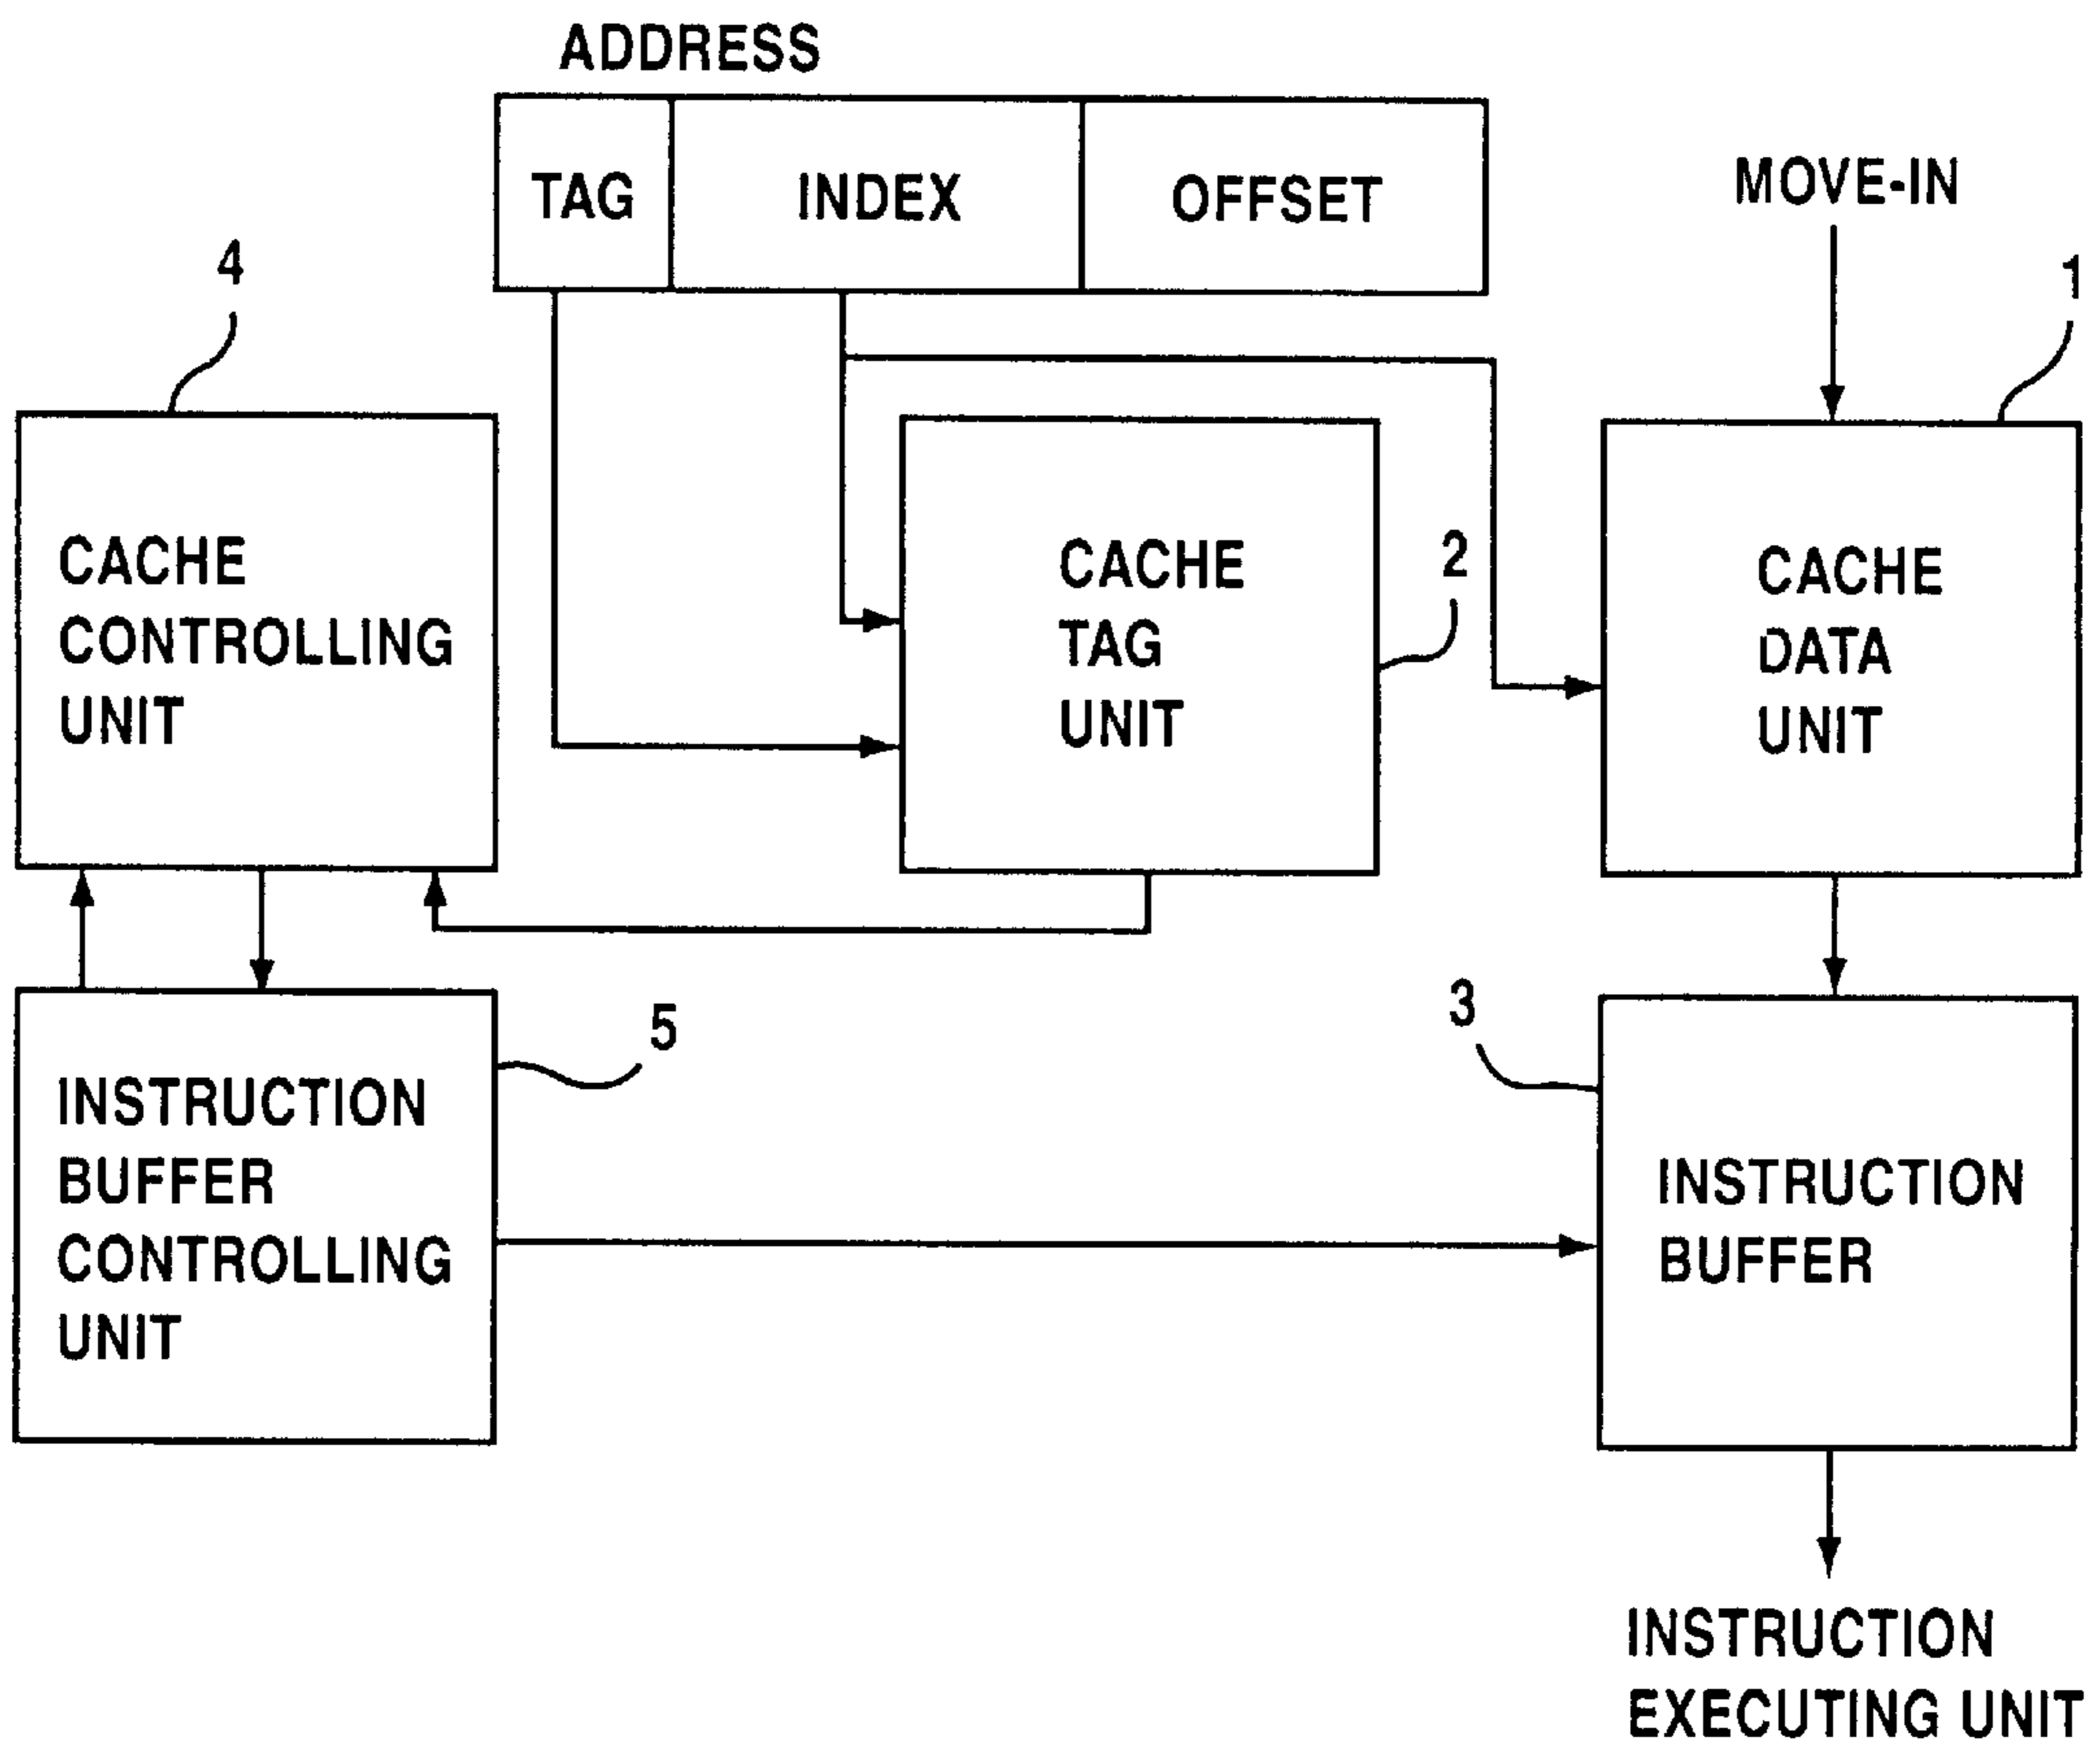 ADDRESS
TAG INDEX OFFSET
MOVE-IN
4
1
CACHE
CONTROLLING
UNIT
CACHE
TAG
UNIT
2
CACHE
DATA
UNIT
INSTRUCTION
BUFFER
CONTROLLING
UNIT
5
3
INSTRUCTION
BUFFER
INSTRUCTION
EXECUTING UNIT